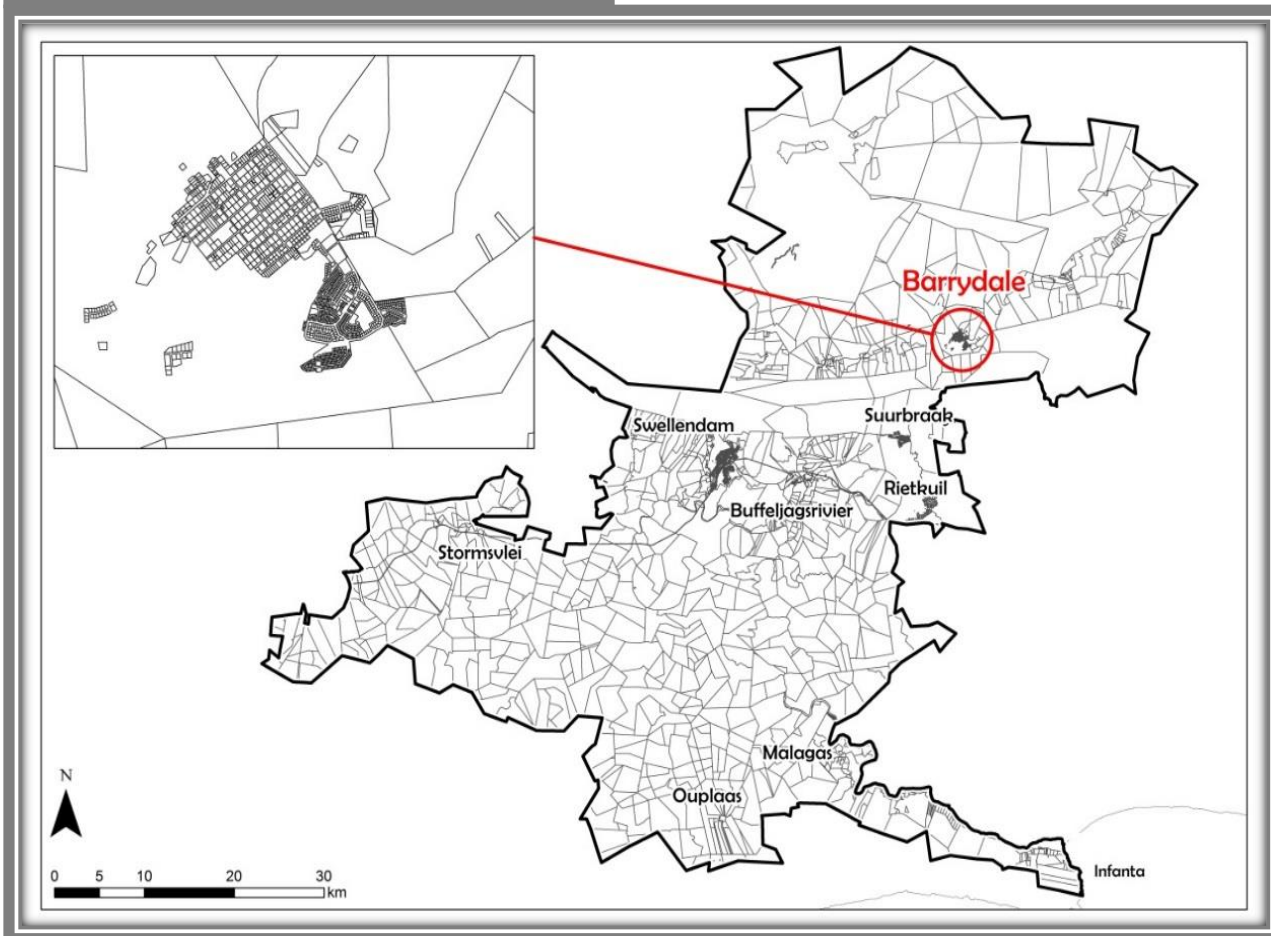 Barrydale
Swellendam
Suurbraak
Rietkuil
Buffeljagsrivier
Stormsvlei
Malagas
Ouplaas
Infanta
N
0 5 10 20 30
km